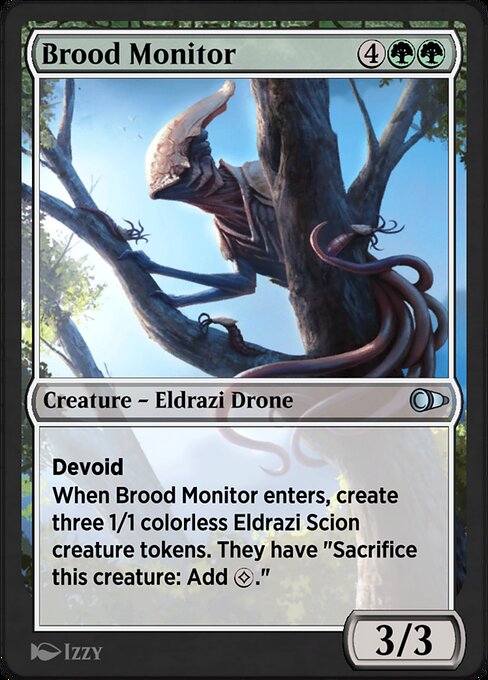 Brood Monitor 4
Creature – Eldrazi Drone
Devoid
When Brood Monitor enters, create
three 1/1 colorless Eldrazi Scion
creature tokens. They have "Sacrifice
this creature: Add ."
3/3
Izzy